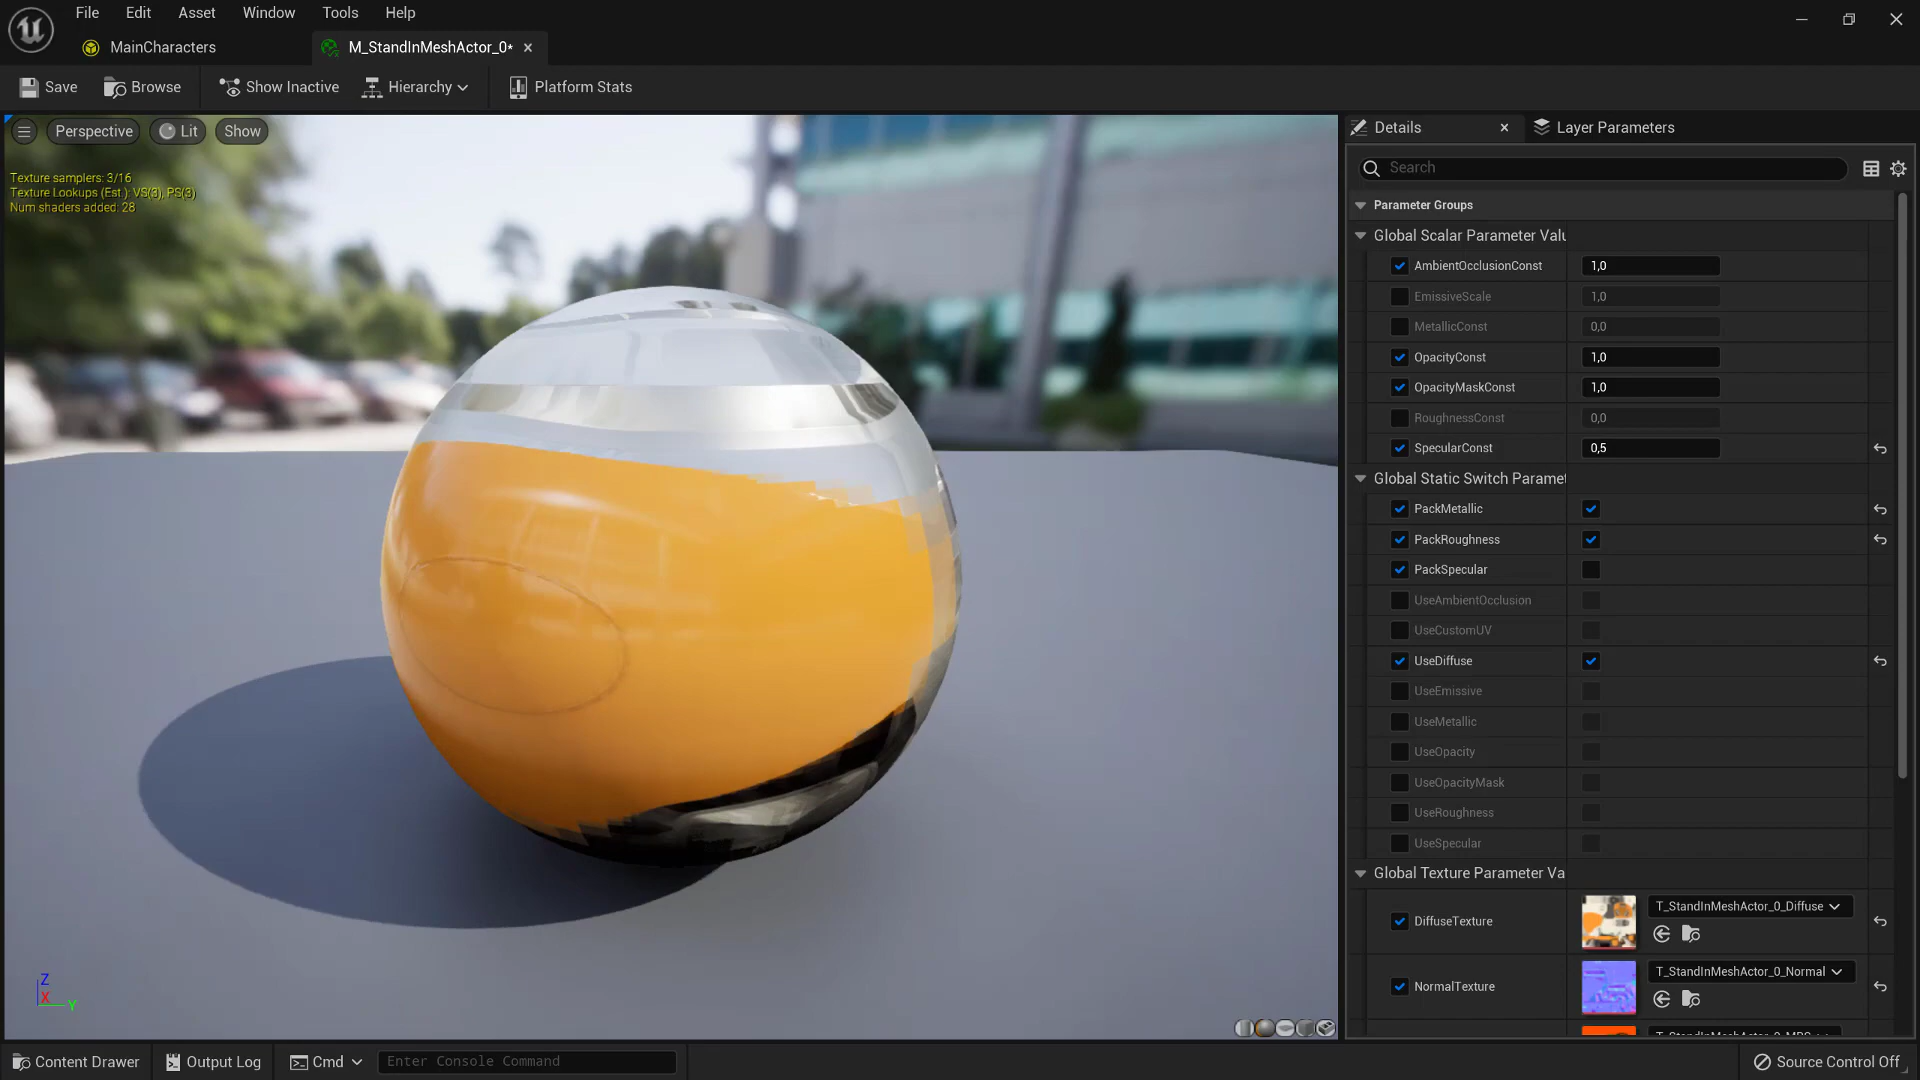 File Edit Asset Window Tools Help
MainCharacters
M_StandInMeshActor_0*
Save Browse Show Inactive Hierarchy Platform Stats
Perspective Lit Show
Texture samplers: 3/16
Texture Lookups (Est.): VS(3), PS(3)
Num shaders added: 28
Z
X
Y
Details Layer Parameters
Search
Parameter Groups
Global Scalar Parameter Valu
AmbientOcclusionConst 1,0
EmissiveScale 1,0
MetallicConst 0,0
OpacityConst 1,0
OpacityMaskConst 1,0
RoughnessConst 0,0
SpecularConst 0,5
Global Static Switch Paramet
PackMetallic
PackRoughness
PackSpecular
UseAmbientOcclusion
UseCustomUV
UseDiffuse
UseEmissive
UseMetallic
UseOpacity
UseOpacityMask
UseRoughness
UseSpecular
Global Texture Parameter Va
DiffuseTexture T_StandInMeshActor_0_Diffuse
NormalTexture T_StandInMeshActor_0_Normal
Content Drawer Output Log Cmd Enter Console Command Source Control Off